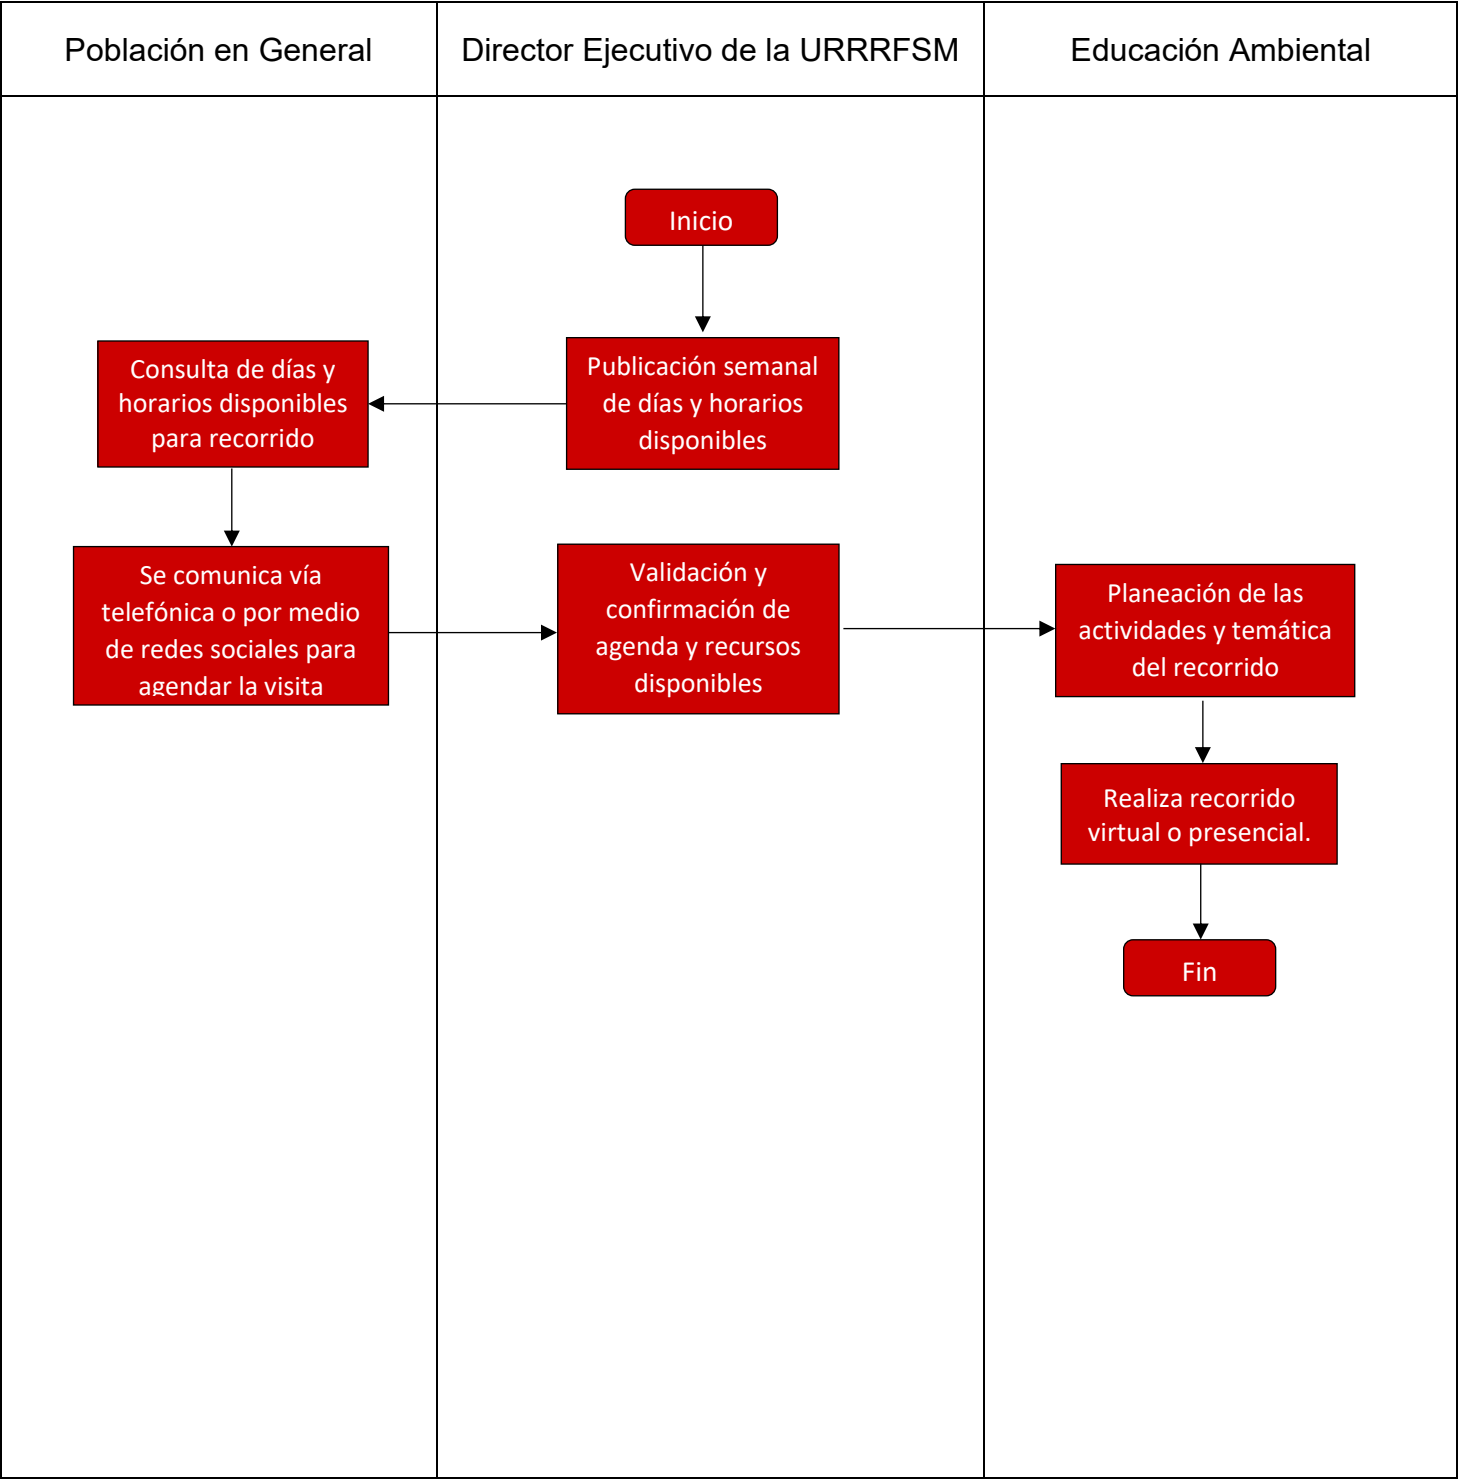 Población en General
Director Ejecutivo de la URRRFSM
Educación Ambiental
Inicio
Publicación semanal
de días y horarios
disponibles
Consulta de días y
horarios disponibles
para recorrido
Se comunica vía
telefónica o por medio
de redes sociales para
agendar la visita
Validación y
confirmación de
agenda y recursos
disponibles
Planeación de las
actividades y temática
del recorrido
Realiza recorrido
virtual o presencial.
Fin